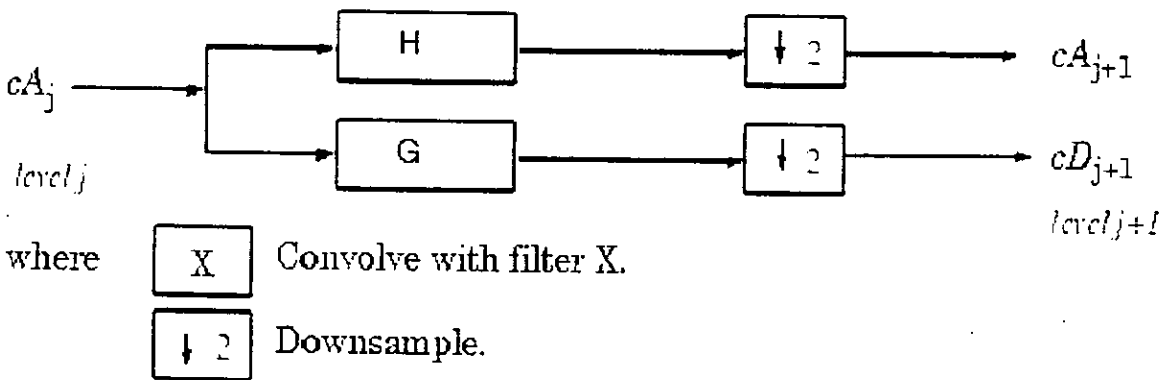 H
↓ 2
cA_{j+1}
cA_j
G
↓ 2
cD_{j+1}
level j
level j+1
where
X
Convolve with filter X.
↓ 2
Downsample.